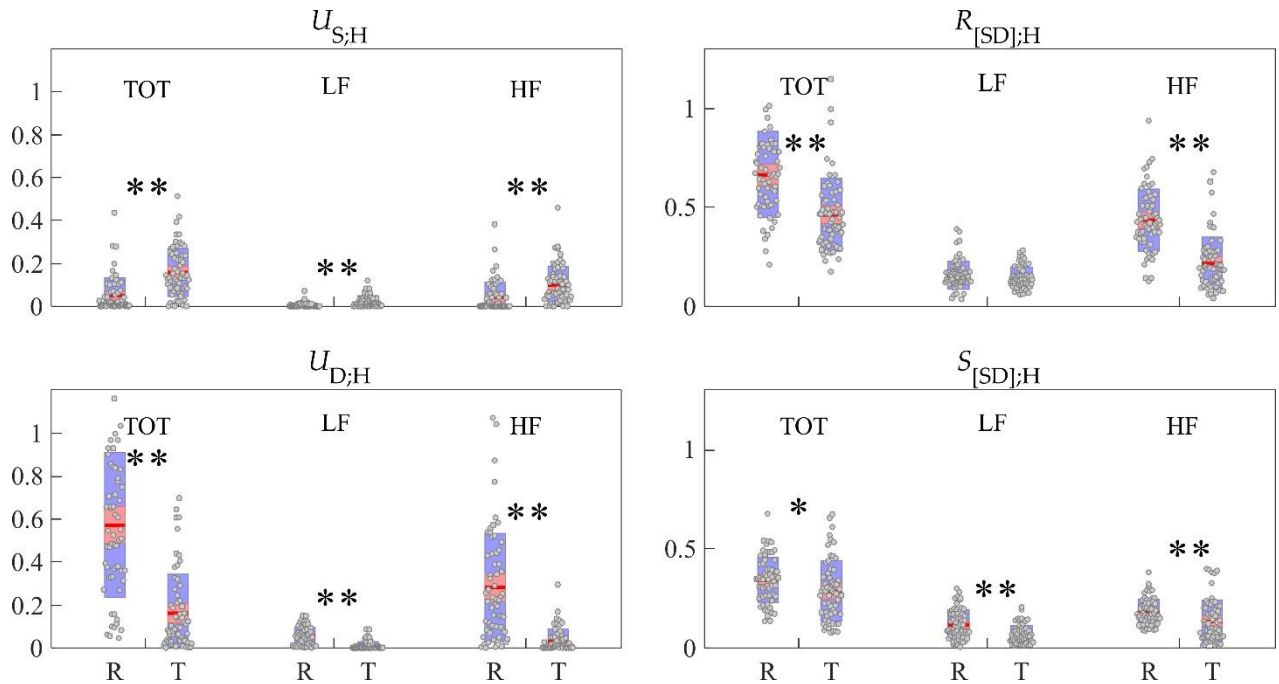 U_S;H
R_[SD];H
TOT LF HF
TOT LF HF
1
0.8
0.6
0.4
0.2
0
** ** **
1
0.5
0
** **
U_D;H
S_[SD];H
TOT LF HF
TOT LF HF
1
0.8
0.6
0.4
0.2
0
** ** **
1
0.5
0
* ** **
R T R T R T
R T R T R T